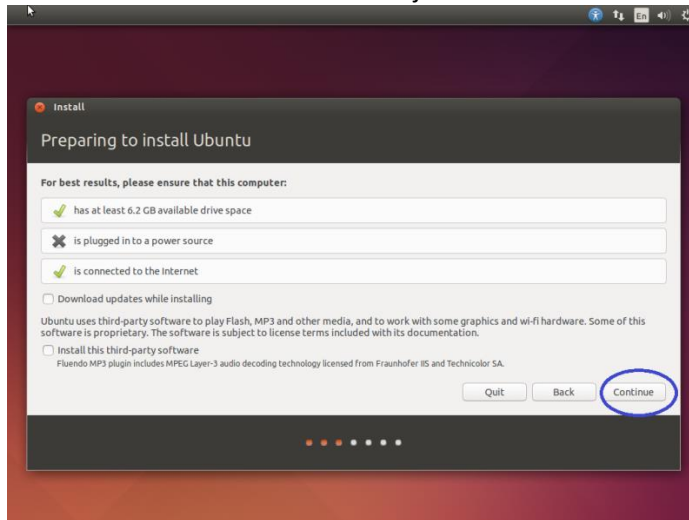 En
Install
Preparing to install Ubuntu
For best results, please ensure that this computer:
has at least 6.2 GB available drive space
is plugged in to a power source
is connected to the Internet
Download updates while installing
Ubuntu uses third-party software to play Flash, MP3 and other media, and to work with some graphics and wi-fi hardware. Some of this
software is proprietary. The software is subject to license terms included with its documentation.
Install this third-party software
Fluendo MP3 plugin includes MPEG Layer-3 audio decoding technology licensed from Fraunhofer IIS and Technicolor SA.
Quit Back Continue